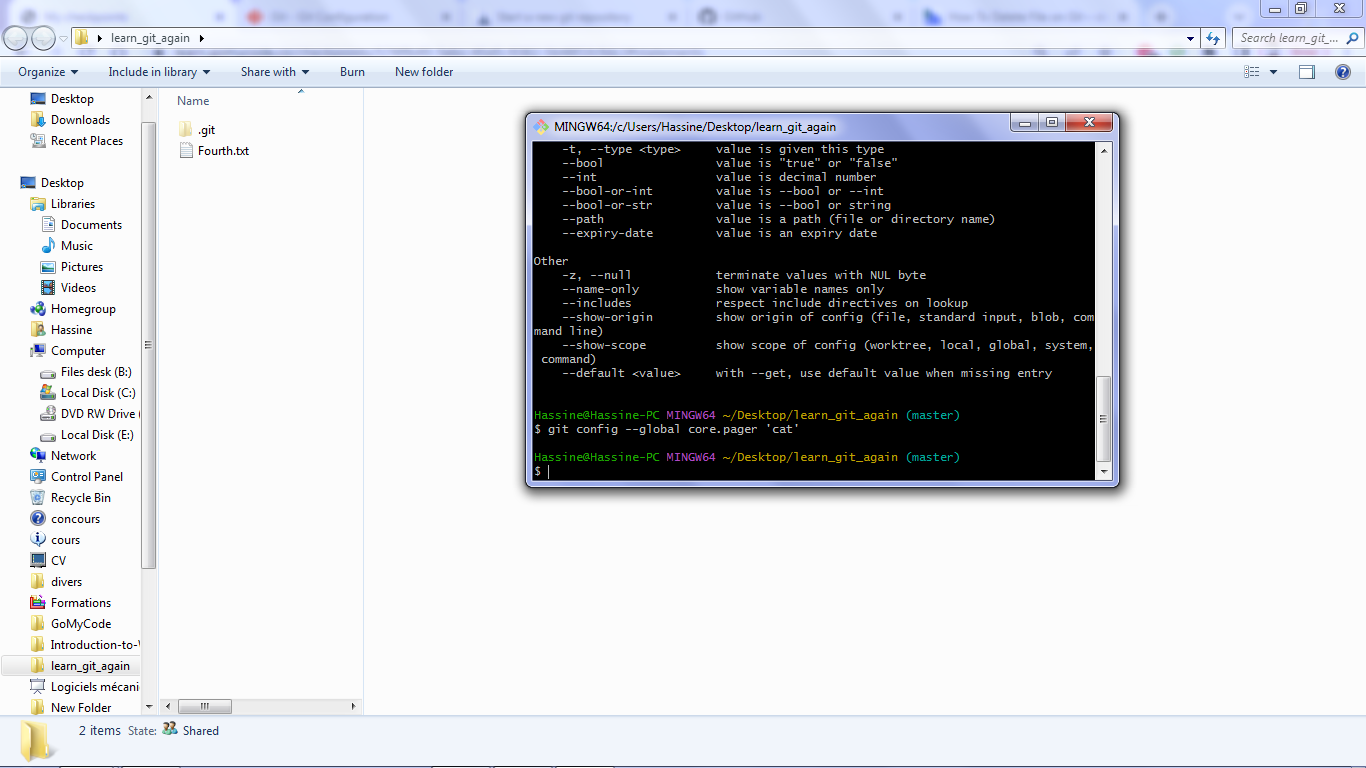 learn_git_again
Search learn_git_...
Organize
Include in library
Share with
Burn
New folder
Desktop
Downloads
Recent Places
Desktop
Libraries
Documents
Music
Pictures
Videos
Homegroup
Hassine
Computer
Files desk (B:)
Local Disk (C:)
DVD RW Drive (
Local Disk (E:)
Network
Control Panel
Recycle Bin
concours
cours
CV
divers
Formations
GoMyCode
Introduction-to-
learn_git_again
Logiciels mécani
New Folder
Name
.git
Fourth.txt
MINGW64:/c/Users/Hassine/Desktop/learn_git_again
-t, --type <type> value is given this type
--bool value is "true" or "false"
--int value is decimal number
--bool-or-int value is --bool or --int
--bool-or-str value is --bool or string
--path value is a path (file or directory name)
--expiry-date value is an expiry date
Other
-z, --null terminate values with NUL byte
--name-only show variable names only
--includes respect include directives on lookup
--show-origin show origin of config (file, standard input, blob, com
mand line)
--show-scope show scope of config (worktree, local, global, system,
command)
--default <value> with --get, use default value when missing entry
Hassine@Hassine-PC MINGW64 ~/Desktop/learn_git_again (master)
$ git config --global core.pager 'cat'
Hassine@Hassine-PC MINGW64 ~/Desktop/learn_git_again (master)
$
2 items State: Shared